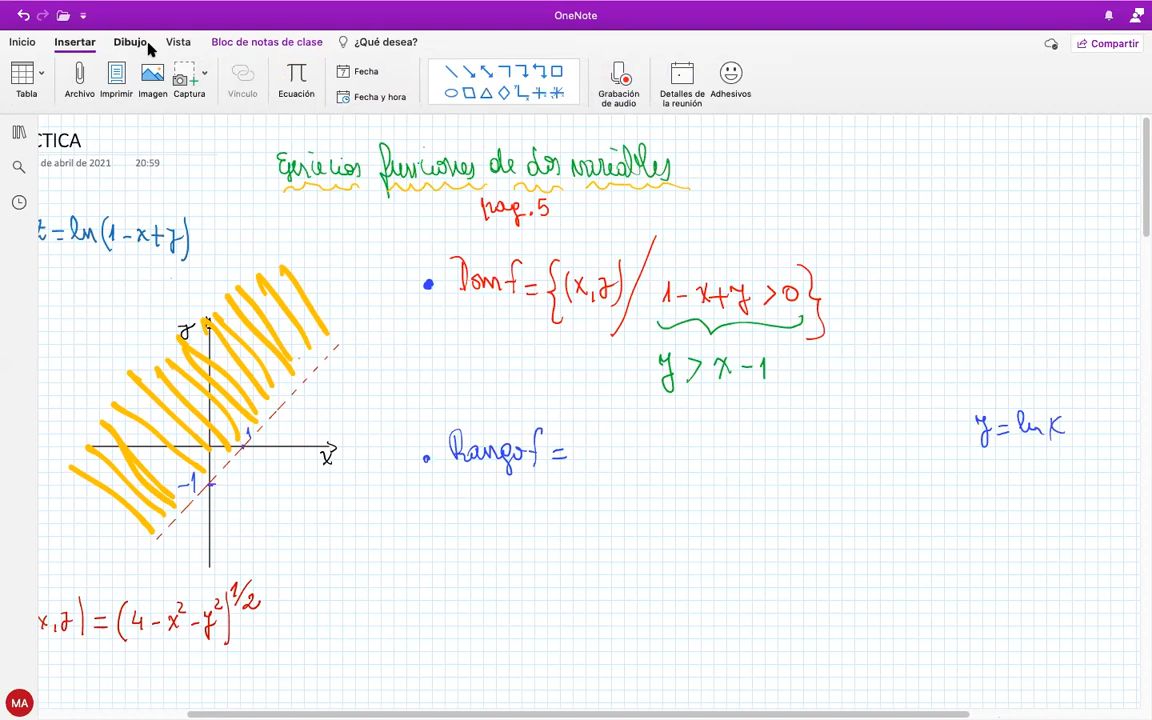 OneNote
Inicio Insertar Dibujo Vista Bloc de notas de clase ¿Qué desea? Compartir
Tabla Archivo Imprimir Imagen Captura Vínculo Ecuación Fecha Fecha y hora Grabación de audio Detalles de la reunión Adhesivos
CTICA
de abril de 2021 20:59
Ejercicios funciones de dos variables
pag. 5
t = ln(1-x+y)
• Dom f = {(x,y) / 1-x+y > 0}
y > x - 1
y
1
x
-1
• Rango f =
y = ln x
x,y) = (4 - x² - y²)^1/2
MA